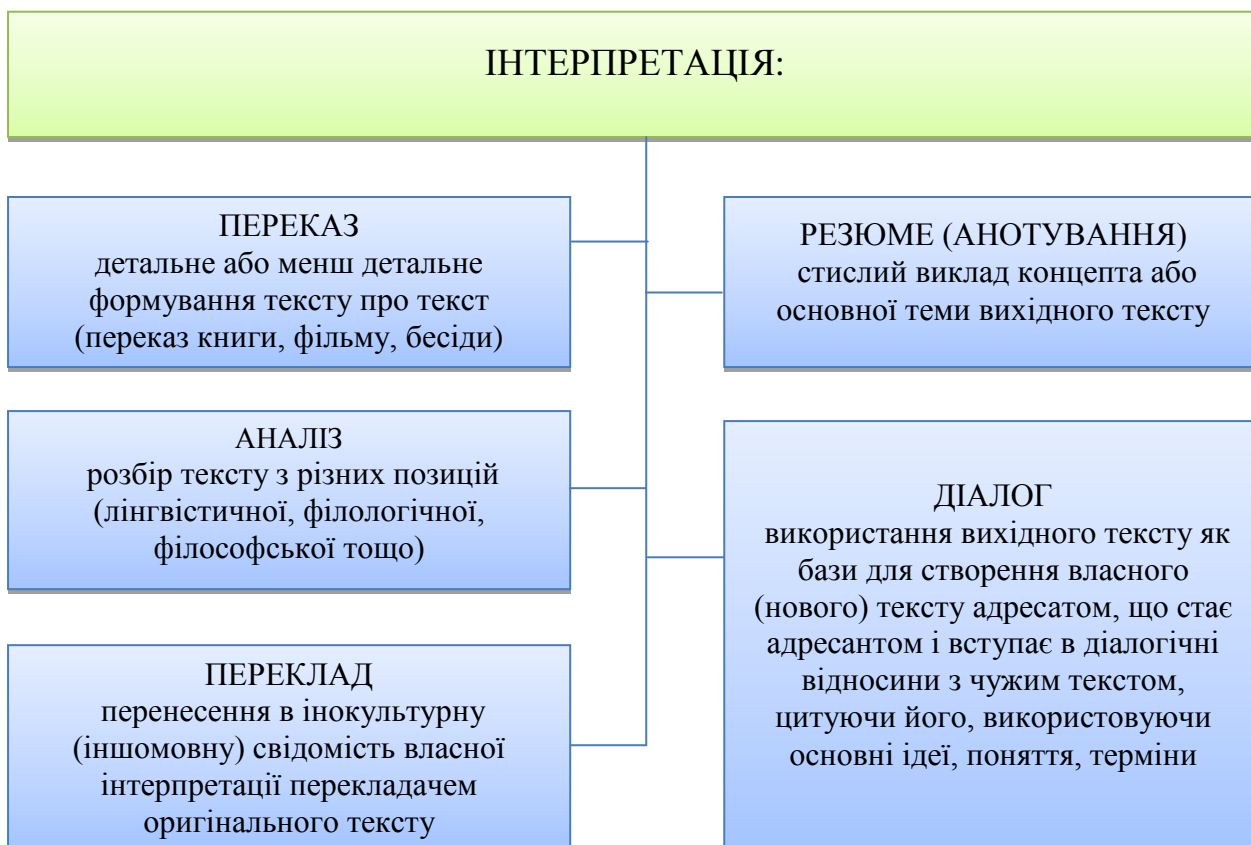 ІНТЕРПРЕТАЦІЯ:
ПЕРЕКАЗ
детальне або менш детальне
формування тексту про текст
(переказ книги, фільму, бесіди)
РЕЗЮМЕ (АНОТУВАННЯ)
стислий виклад концепта або
основної теми вихідного тексту
АНАЛІЗ
розбір тексту з різних позицій
(лінгвістичної, філологічної,
філософської тощо)
ДІАЛОГ
використання вихідного тексту як
бази для створення власного
(нового) тексту адресатом, що стає
адресантом і вступає в діалогічні
відносини з чужим текстом,
цитуючи його, використовуючи
основні ідеї, поняття, терміни
ПЕРЕКЛАД
перенесення в інокультурну
(іншомовну) свідомість власної
інтерпретації перекладачем
оригінального тексту